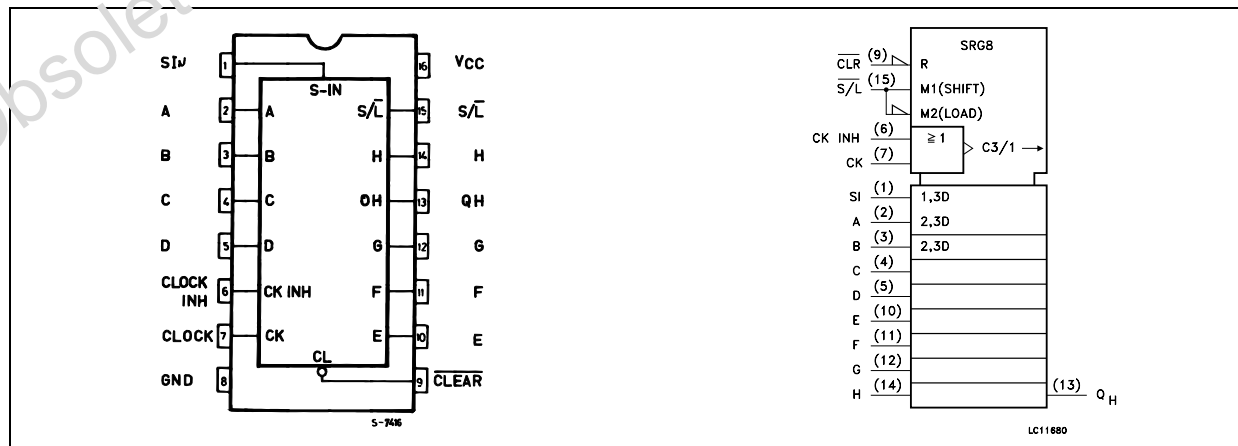 Obsolet
SIN 1 16 VCC
S-IN
A 2 A S/L̅ 15 S/L̅
B 3 B H 14 H
C 4 C QH 13 QH
D 5 D G 12 G
CLOCK
INH 6 CK INH F 11 F
CLOCK 7 CK E 10 E
CL
GND 8 9 C̅L̅E̅A̅R̅
S-7416
SRG8
C̅L̅R̅ (9) R
S̅/̅L̅ (15) M1(SHIFT)
M2(LOAD)
CK INH (6) ≧ 1
C3/1
CK (7)
SI (1) 1,3D
A (2) 2,3D
B (3) 2,3D
C (4)
D (5)
E (10)
F (11)
G (12)
H (14) (13) QH
LC11680